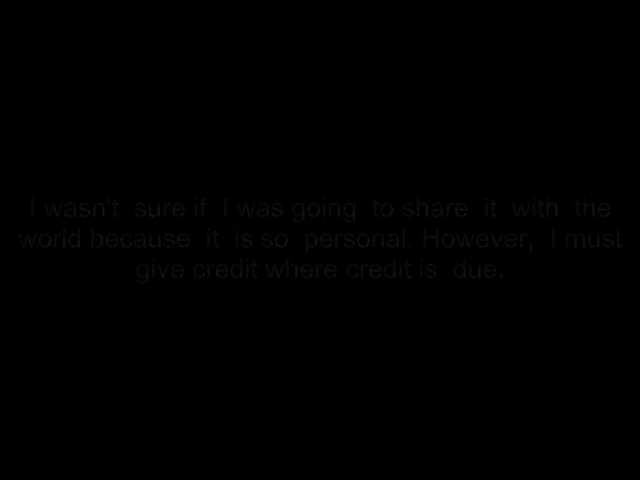 I wasn't sure if I was going to share it with the
world because it is so personal. However, I must
give credit where credit is due.